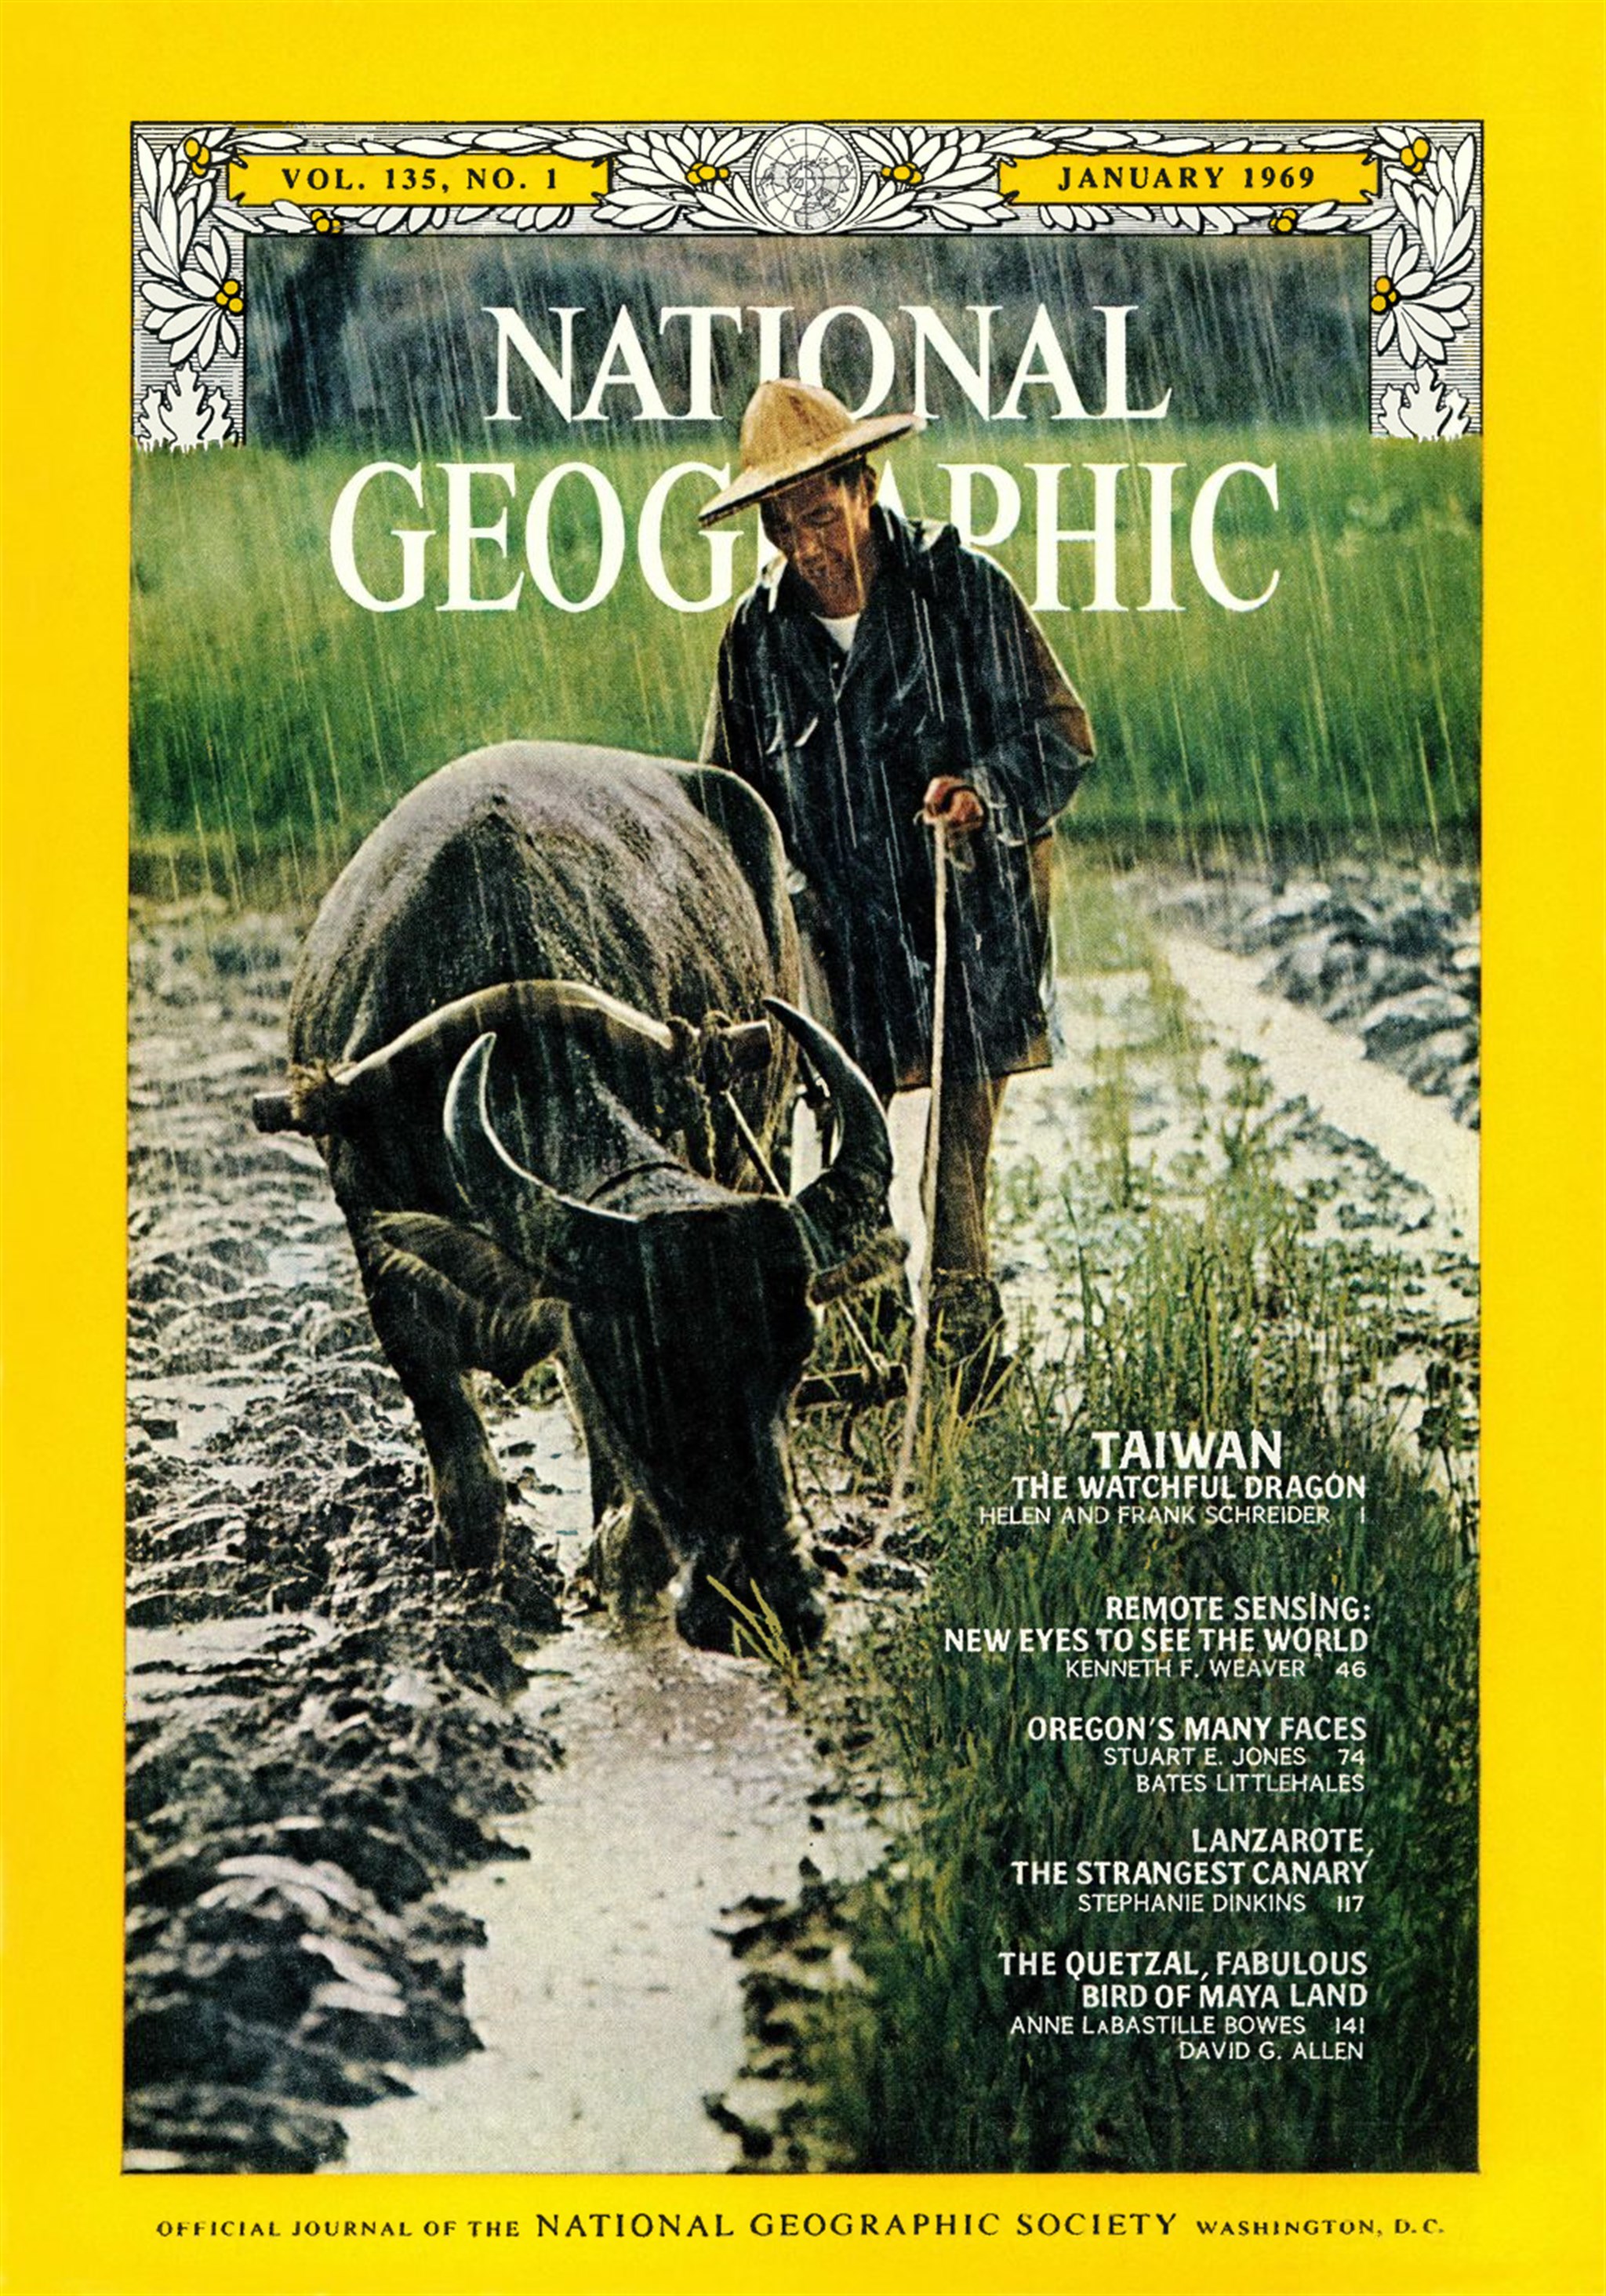 VOL. 135, NO. 1
JANUARY 1969
NATIONAL
GEOGRAPHIC
TAIWAN
THE WATCHFUL DRAGON
HELEN AND FRANK SCHREIDER 1
REMOTE SENSING:
NEW EYES TO SEE THE WORLD
KENNETH F. WEAVER 46
OREGON'S MANY FACES
STUART E. JONES 74
BATES LITTLEHALES
LANZAROTE,
THE STRANGEST CANARY
STEPHANIE DINKINS 117
THE QUETZAL, FABULOUS
BIRD OF MAYA LAND
ANNE LABASTILLE BOWES 141
DAVID G. ALLEN
OFFICIAL JOURNAL OF THE NATIONAL GEOGRAPHIC SOCIETY WASHINGTON, D.C.